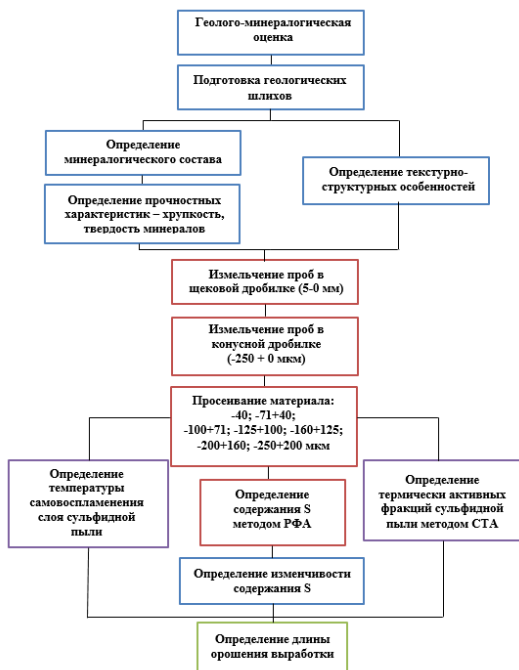 Геолого-минералогическая
оценка
Подготовка геологических
шлихов
Определение
минералогического состава
Определение текстурно-
структурных особенностей
Определение прочностных
характеристик – хрупкость,
твердость минералов
Измельчение проб в
щековой дробилке (5-0 мм)
Измельчение проб в
конусной дробилке
(-250 + 0 мкм)
Просеивание материала:
-40; -71+40;
-100+71; -125+100; -160+125;
-200+160; -250+200 мкм
Определение
температуры
самовоспламенения
слоя сульфидной
пыли
Определение
содержания S
методом РФА
Определение
термически активных
фракций сульфидной
пыли методом СТА
Определение изменчивости
содержания S
Определение длины
орошения выработки